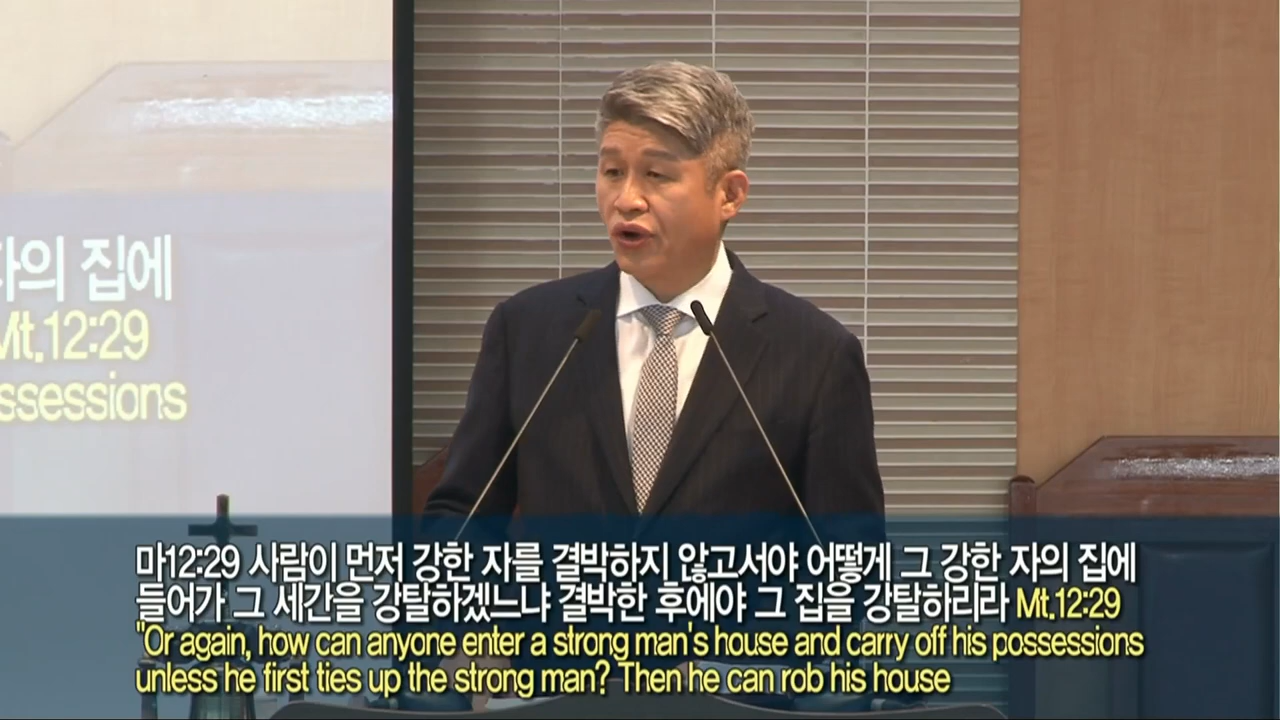 자의 집에
Mt.12:29
ssessions
마12:29 사람이 먼저 강한 자를 결박하지 않고서야 어떻게 그 강한 자의 집에
들어가 그 세간을 강탈하겠느냐 결박한 후에야 그 집을 강탈하리라 Mt.12:29
"Or again, how can anyone enter a strong man's house and carry off his possessions
unless he first ties up the strong man? Then he can rob his house